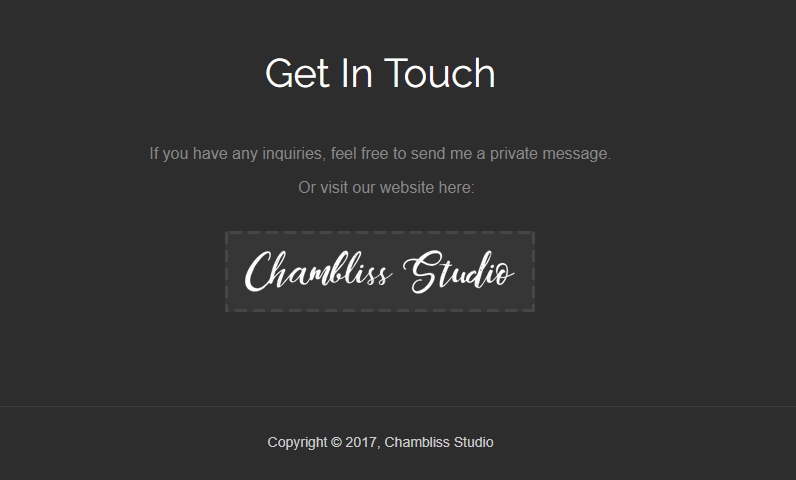 Get In Touch
If you have any inquiries, feel free to send me a private message.
Or visit our website here:
Chambliss Studio
Copyright © 2017, Chambliss Studio